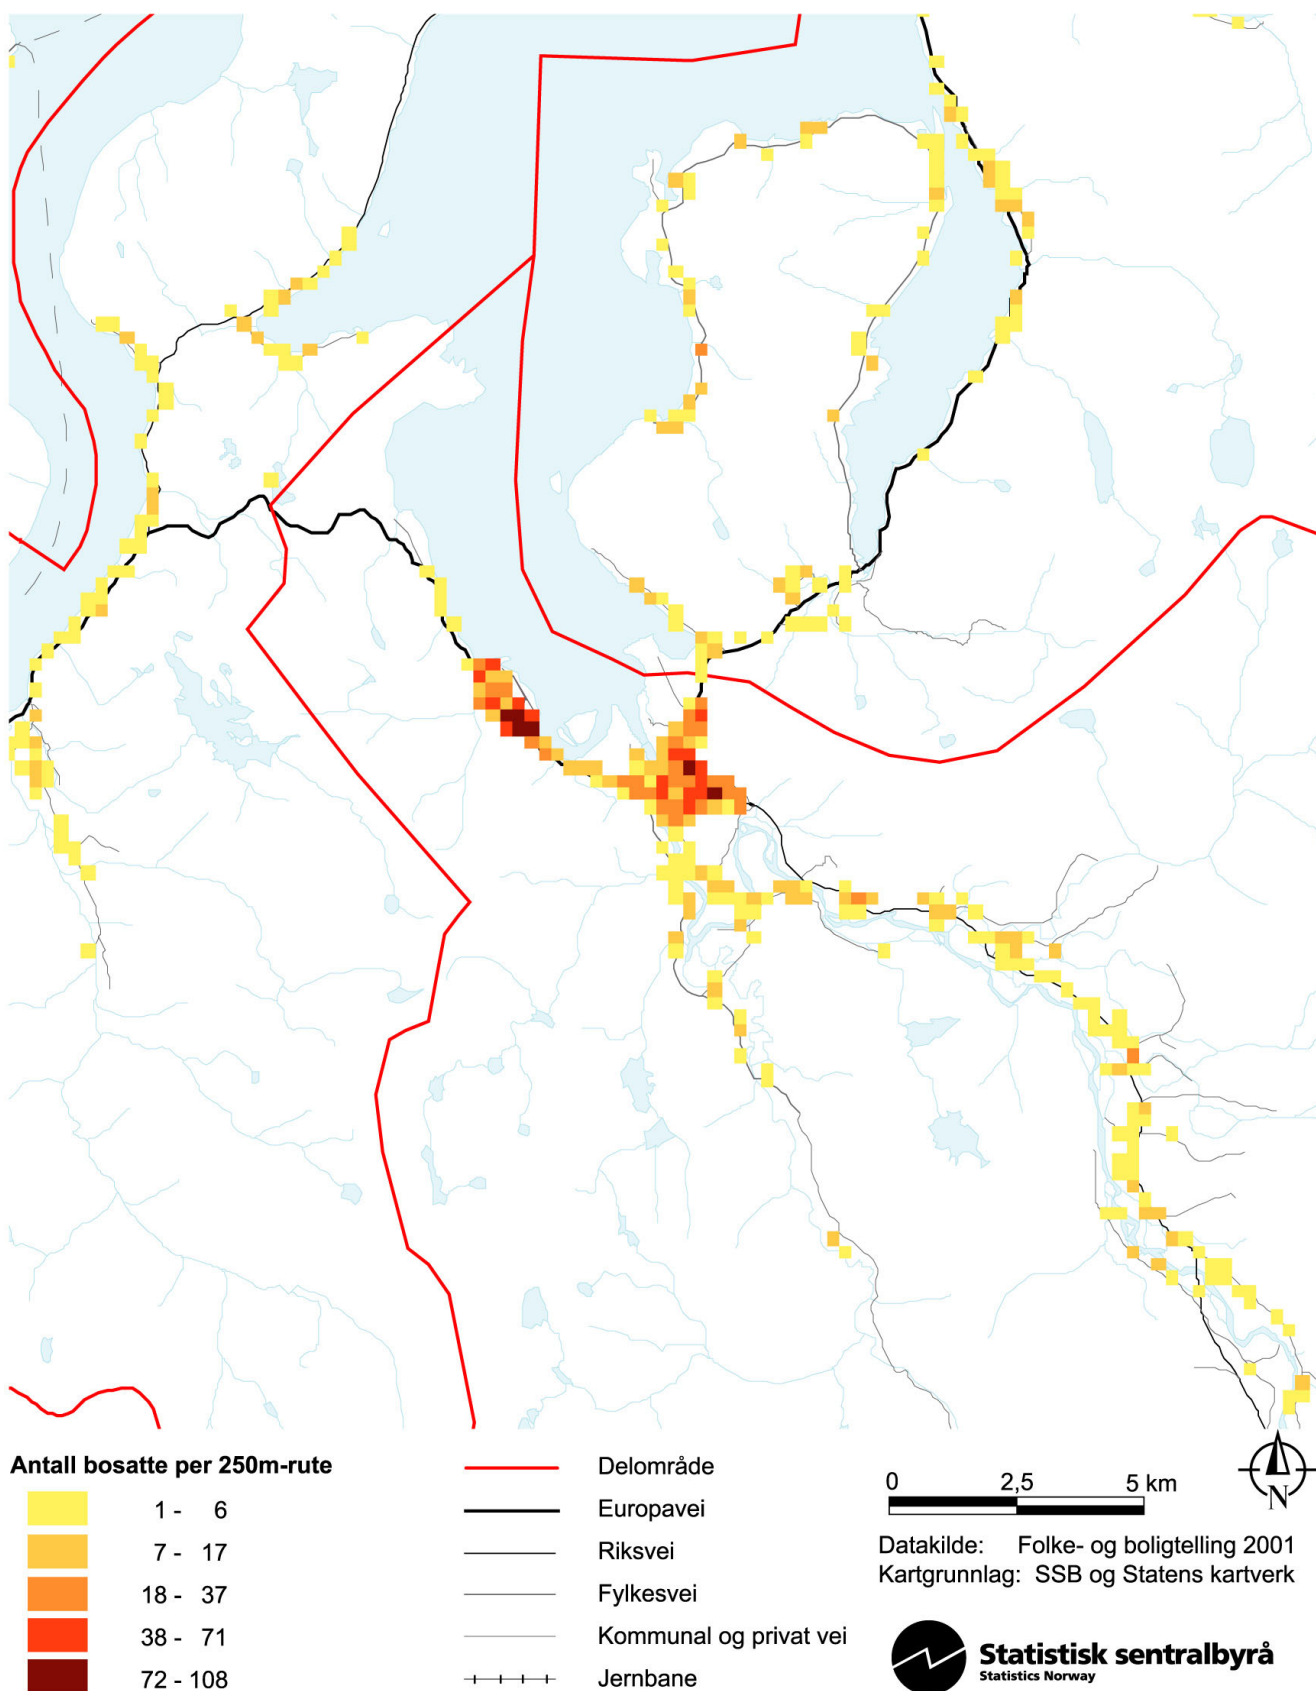 Antall bosatte per 250m-rute
1 - 6
7 - 17
18 - 37
38 - 71
72 - 108
Delområde
Europavei
Riksvei
Fylkesvei
Kommunal og privat vei
Jernbane
0 2,5 5 km
N
Datakilde: Folke- og boligtelling 2001
Kartgrunnlag: SSB og Statens kartverk
Statistisk sentralbyrå
Statistics Norway